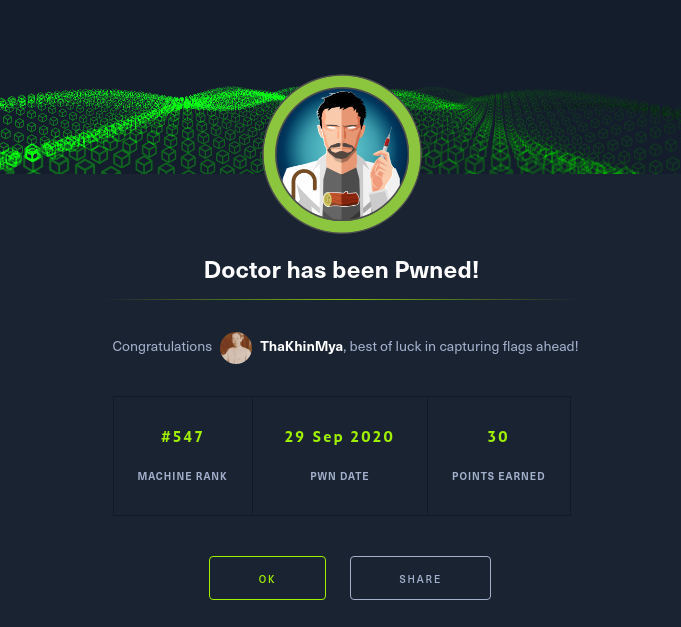 Doctor has been Pwned!
Congratulations ThaKhinMya, best of luck in capturing flags ahead!
#547 29 Sep 2020 30
MACHINE RANK PWN DATE POINTS EARNED
OK SHARE